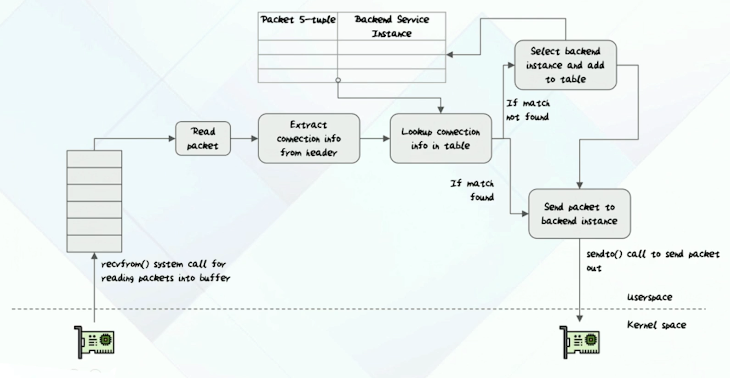 Packet 5-tuple
Backend Service
Instance
Select backend
instance and add
to table
If match
not found
Read
packet
Extract
connection info
from header
Lookup connection
info in table
If match
found
Send packet to
backend instance
recvfrom() system call for
reading packets into buffer
sendto() call to send packet
out
Userspace
Kernel space